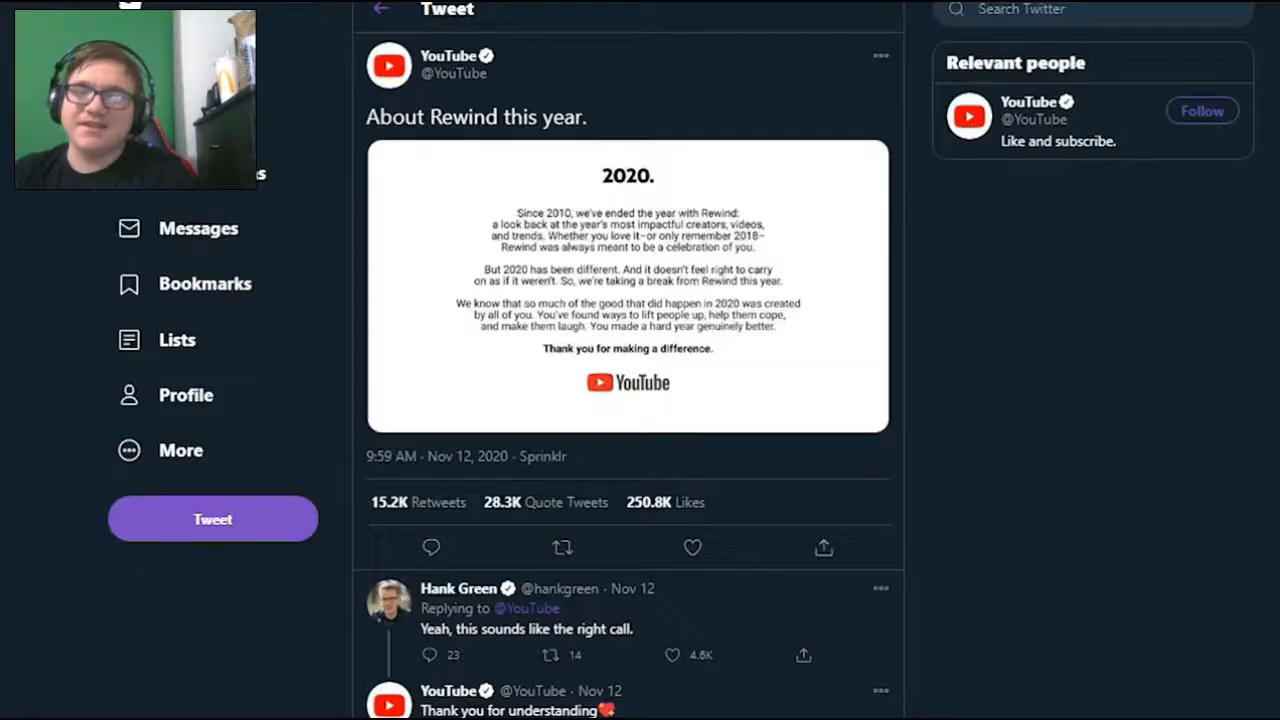 Tweet
Search Twitter
YouTube
@YouTube
Relevant people
YouTube
@YouTube
Follow
Like and subscribe.
About Rewind this year.
2020.
Since 2010, we've ended the year with Rewind:
a look back at the year's most impactful creators, videos,
and trends. Whether you love it–or only remember 2018–
Rewind was always meant to be a celebration of you.
But 2020 has been different. And it doesn't feel right to carry
on as if it weren't. So, we're taking a break from Rewind this year.
We know that so much of the good that did happen in 2020 was created
by all of you. You've found ways to lift people up, help them cope,
and make them laugh. You made a hard year genuinely better.
Thank you for making a difference.
YouTube
Messages
Bookmarks
Lists
Profile
More
Tweet
9:59 AM · Nov 12, 2020 · Sprinklr
15.2K Retweets 28.3K Quote Tweets 250.8K Likes
Hank Green @hankgreen · Nov 12
Replying to @YouTube
Yeah, this sounds like the right call.
23 14 4.6K
YouTube @YouTube · Nov 12
Thank you for understanding💖